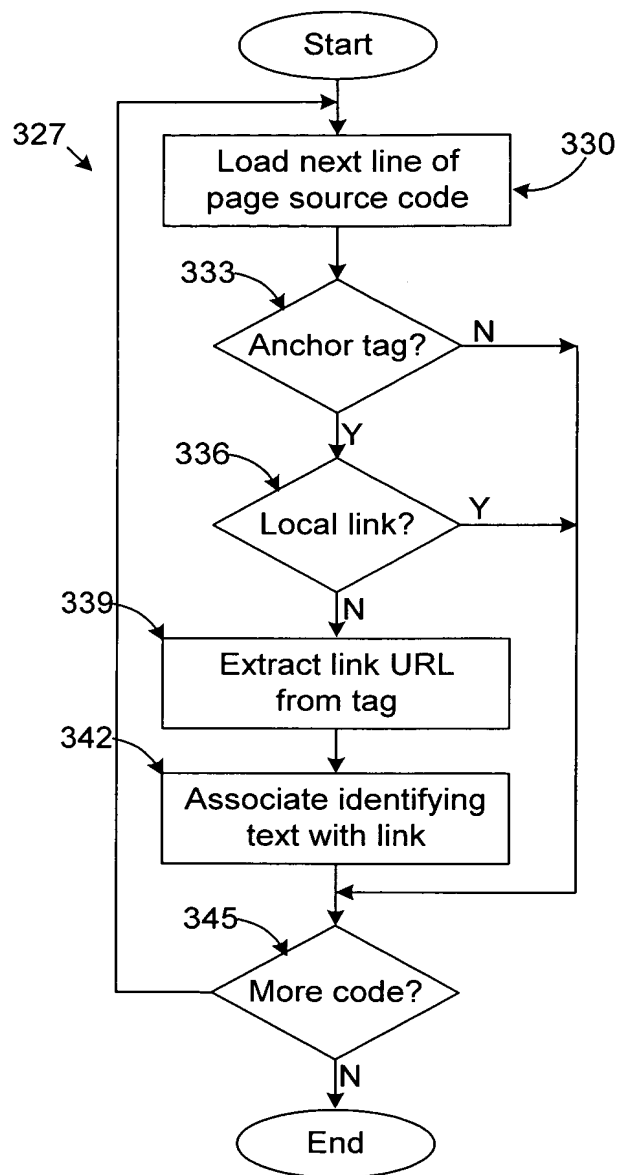 Start
327
Load next line of
page source code
330
333
Anchor tag?
N
Y
336
Local link?
Y
N
339
Extract link URL
from tag
342
Associate identifying
text with link
345
More code?
N
End